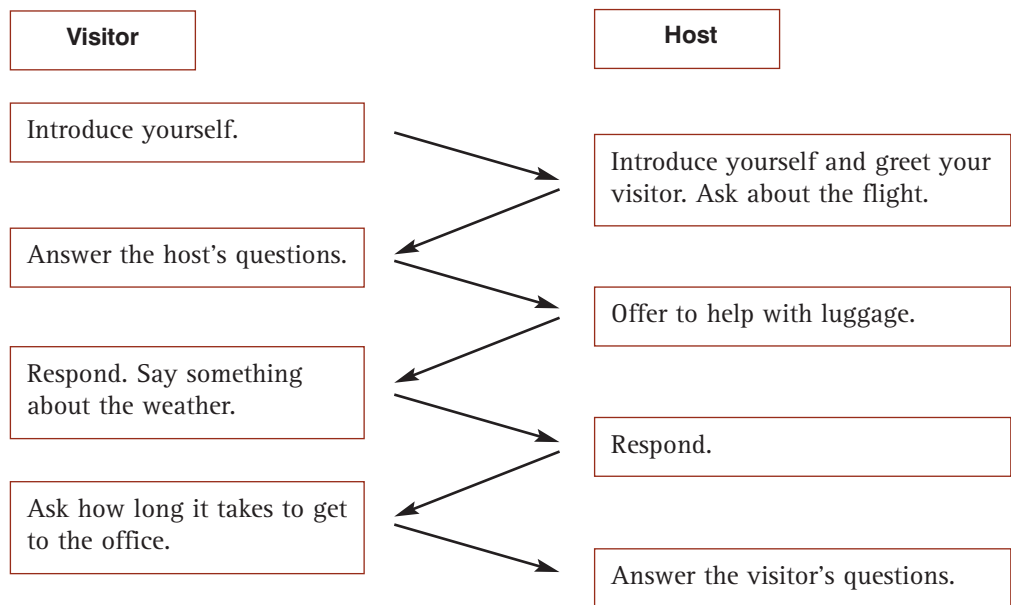 Visitor
Host
Introduce yourself.
Introduce yourself and greet your
visitor. Ask about the flight.
Answer the host’s questions.
Offer to help with luggage.
Respond. Say something
about the weather.
Respond.
Ask how long it takes to get
to the office.
Answer the visitor’s questions.